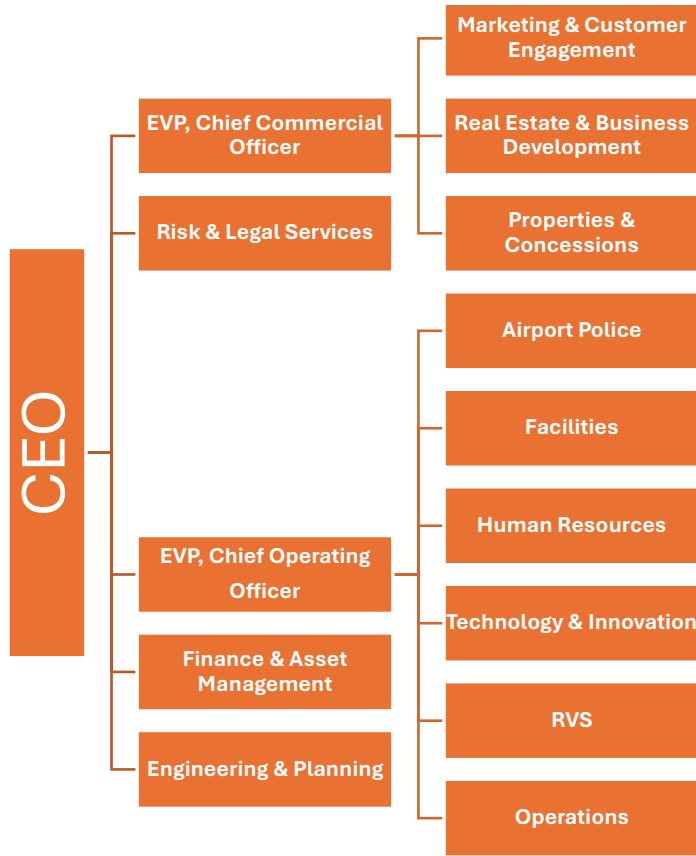 CEO
EVP, Chief Commercial
Officer
Marketing & Customer
Engagement
Real Estate & Business
Development
Properties &
Concessions
Risk & Legal Services
EVP, Chief Operating
Officer
Airport Police
Facilities
Human Resources
Technology & Innovation
RVS
Operations
Finance & Asset
Management
Engineering & Planning